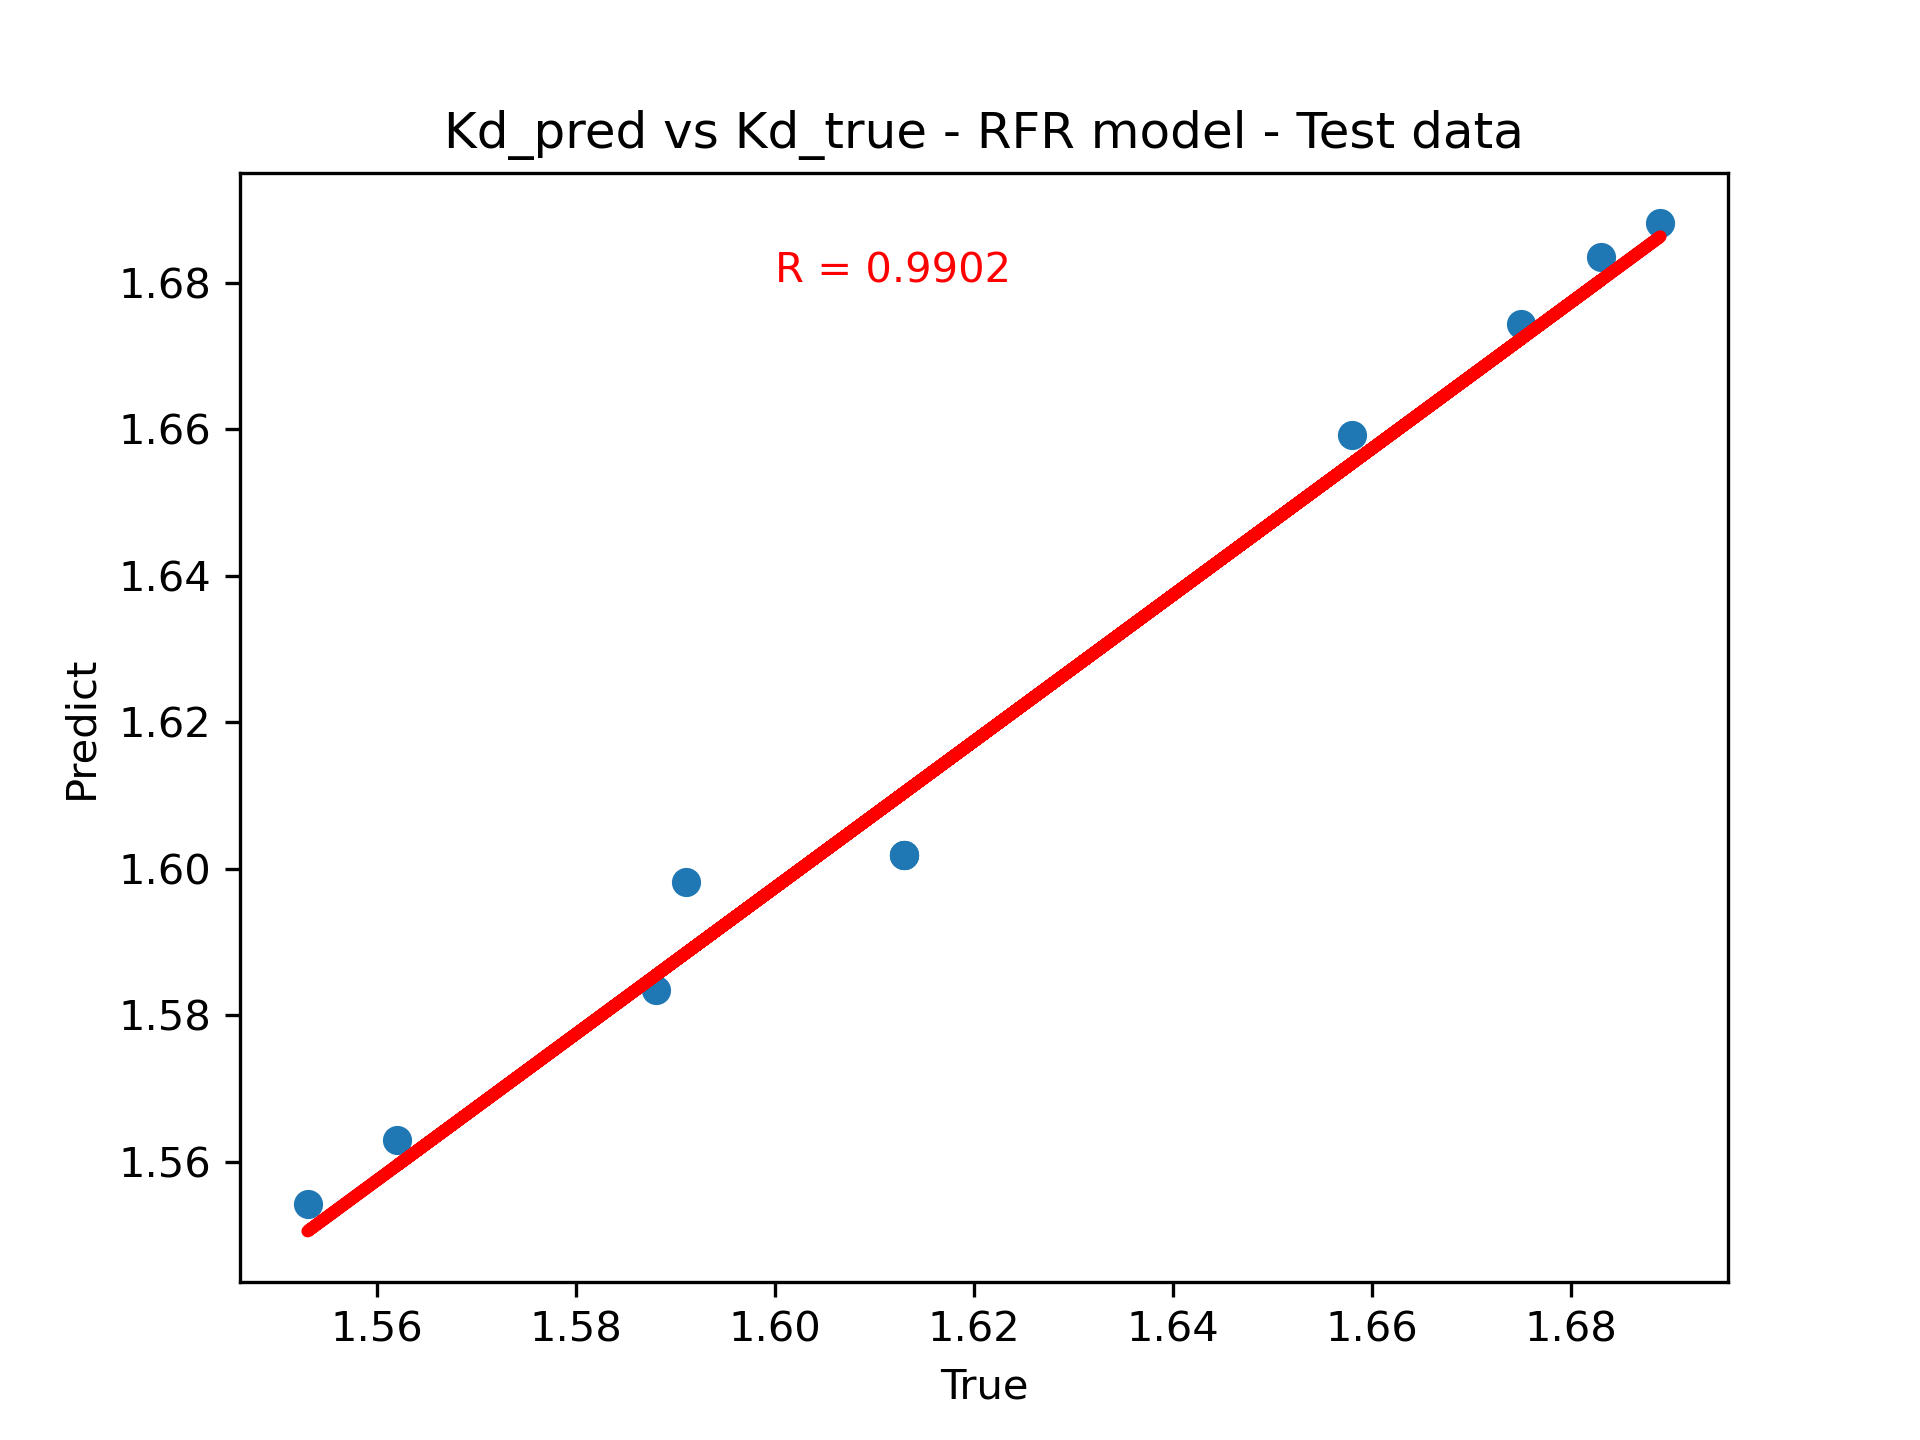 Kd_pred vs Kd_true - RFR model - Test data
R = 0.9902
1.68
1.66
1.64
1.62
1.60
1.58
1.56
Predict
1.56 1.58 1.60 1.62 1.64 1.66 1.68
True